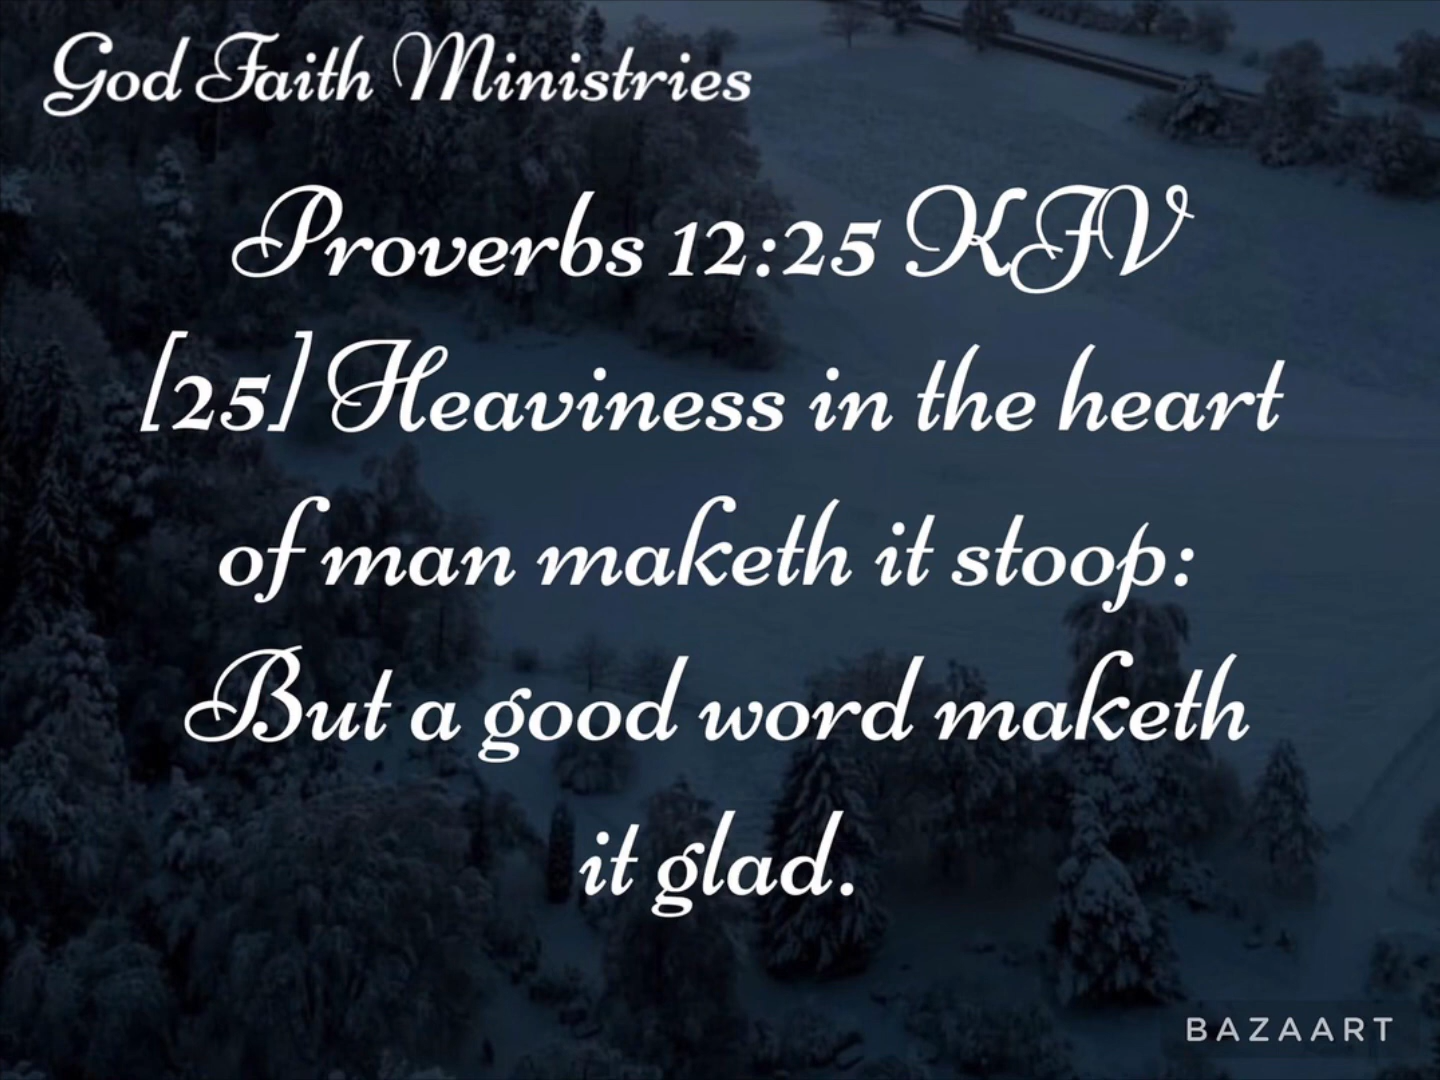 God Faith Ministries
Proverbs 12:25 KJV
[25] Heaviness in the heart
of man maketh it stoop:
But a good word maketh
it glad.
BAZAART